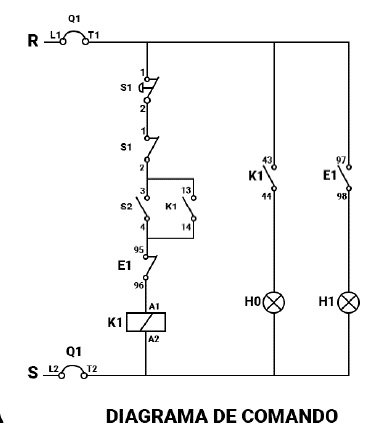 Q1
R L1 T1
1
S1
2
1
S1
2
3 13 43 97
S2 K1 K1 E1
4 14 44 98
95
E1
96
H0 H1
A1
K1
A2
Q1
S L2 T2
A DIAGRAMA DE COMANDO